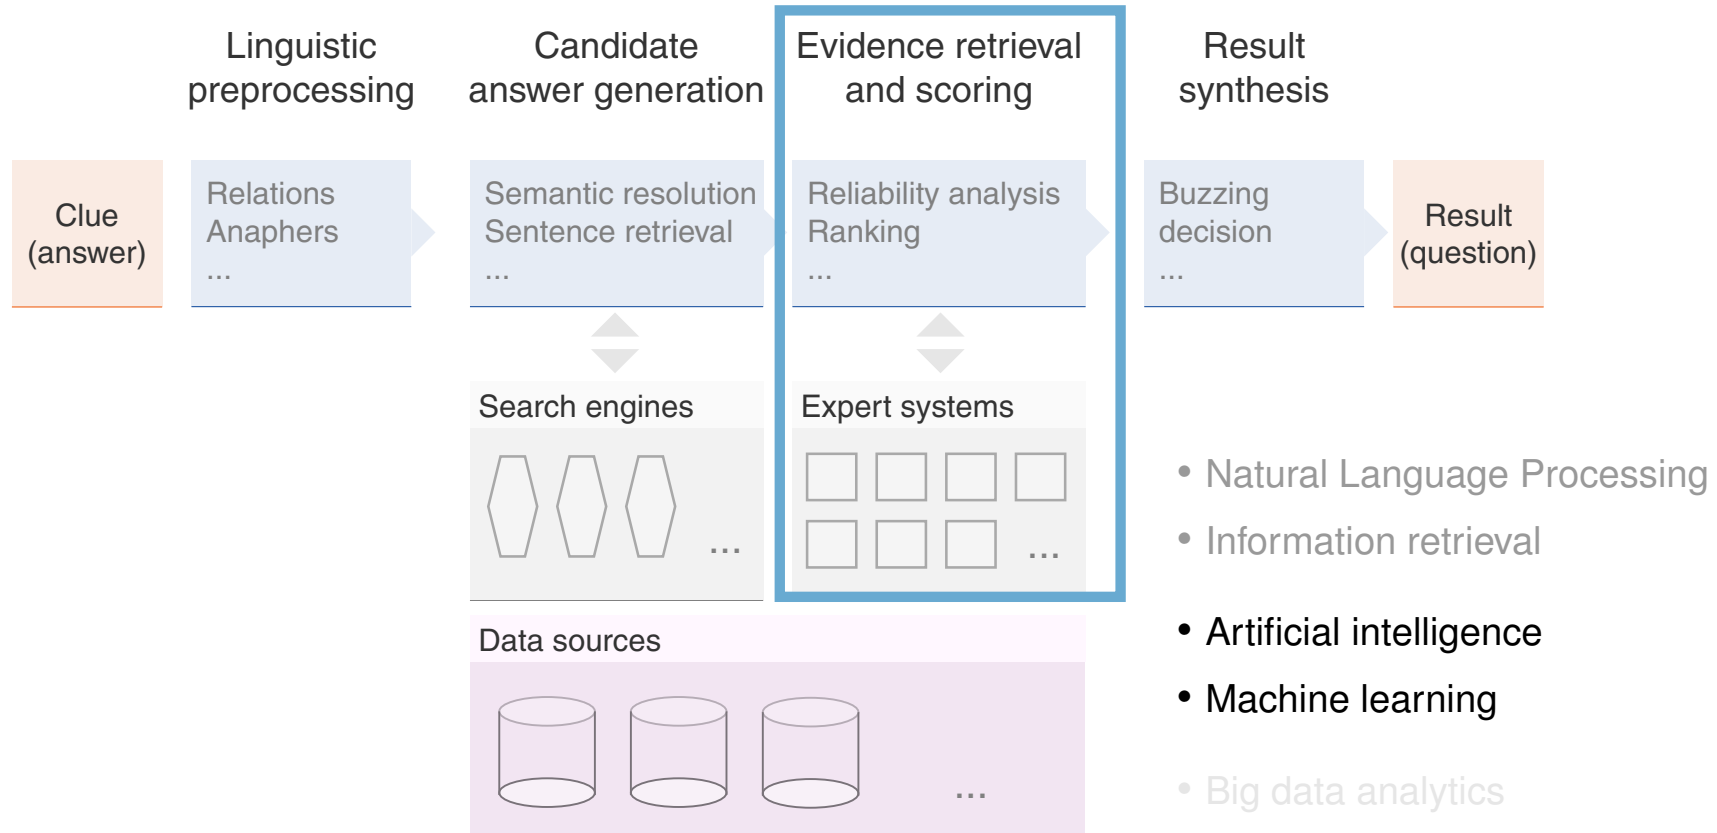 Linguistic
preprocessing
Candidate
answer generation
Evidence retrieval
and scoring
Result
synthesis
Clue
(answer)
Relations
Anaphers
...
Semantic resolution
Sentence retrieval
...
Reliability analysis
Ranking
...
Buzzing
decision
...
Result
(question)
Search engines
...
Expert systems
...
Data sources
...
• Natural Language Processing
• Information retrieval
• Artificial intelligence
• Machine learning
• Big data analytics